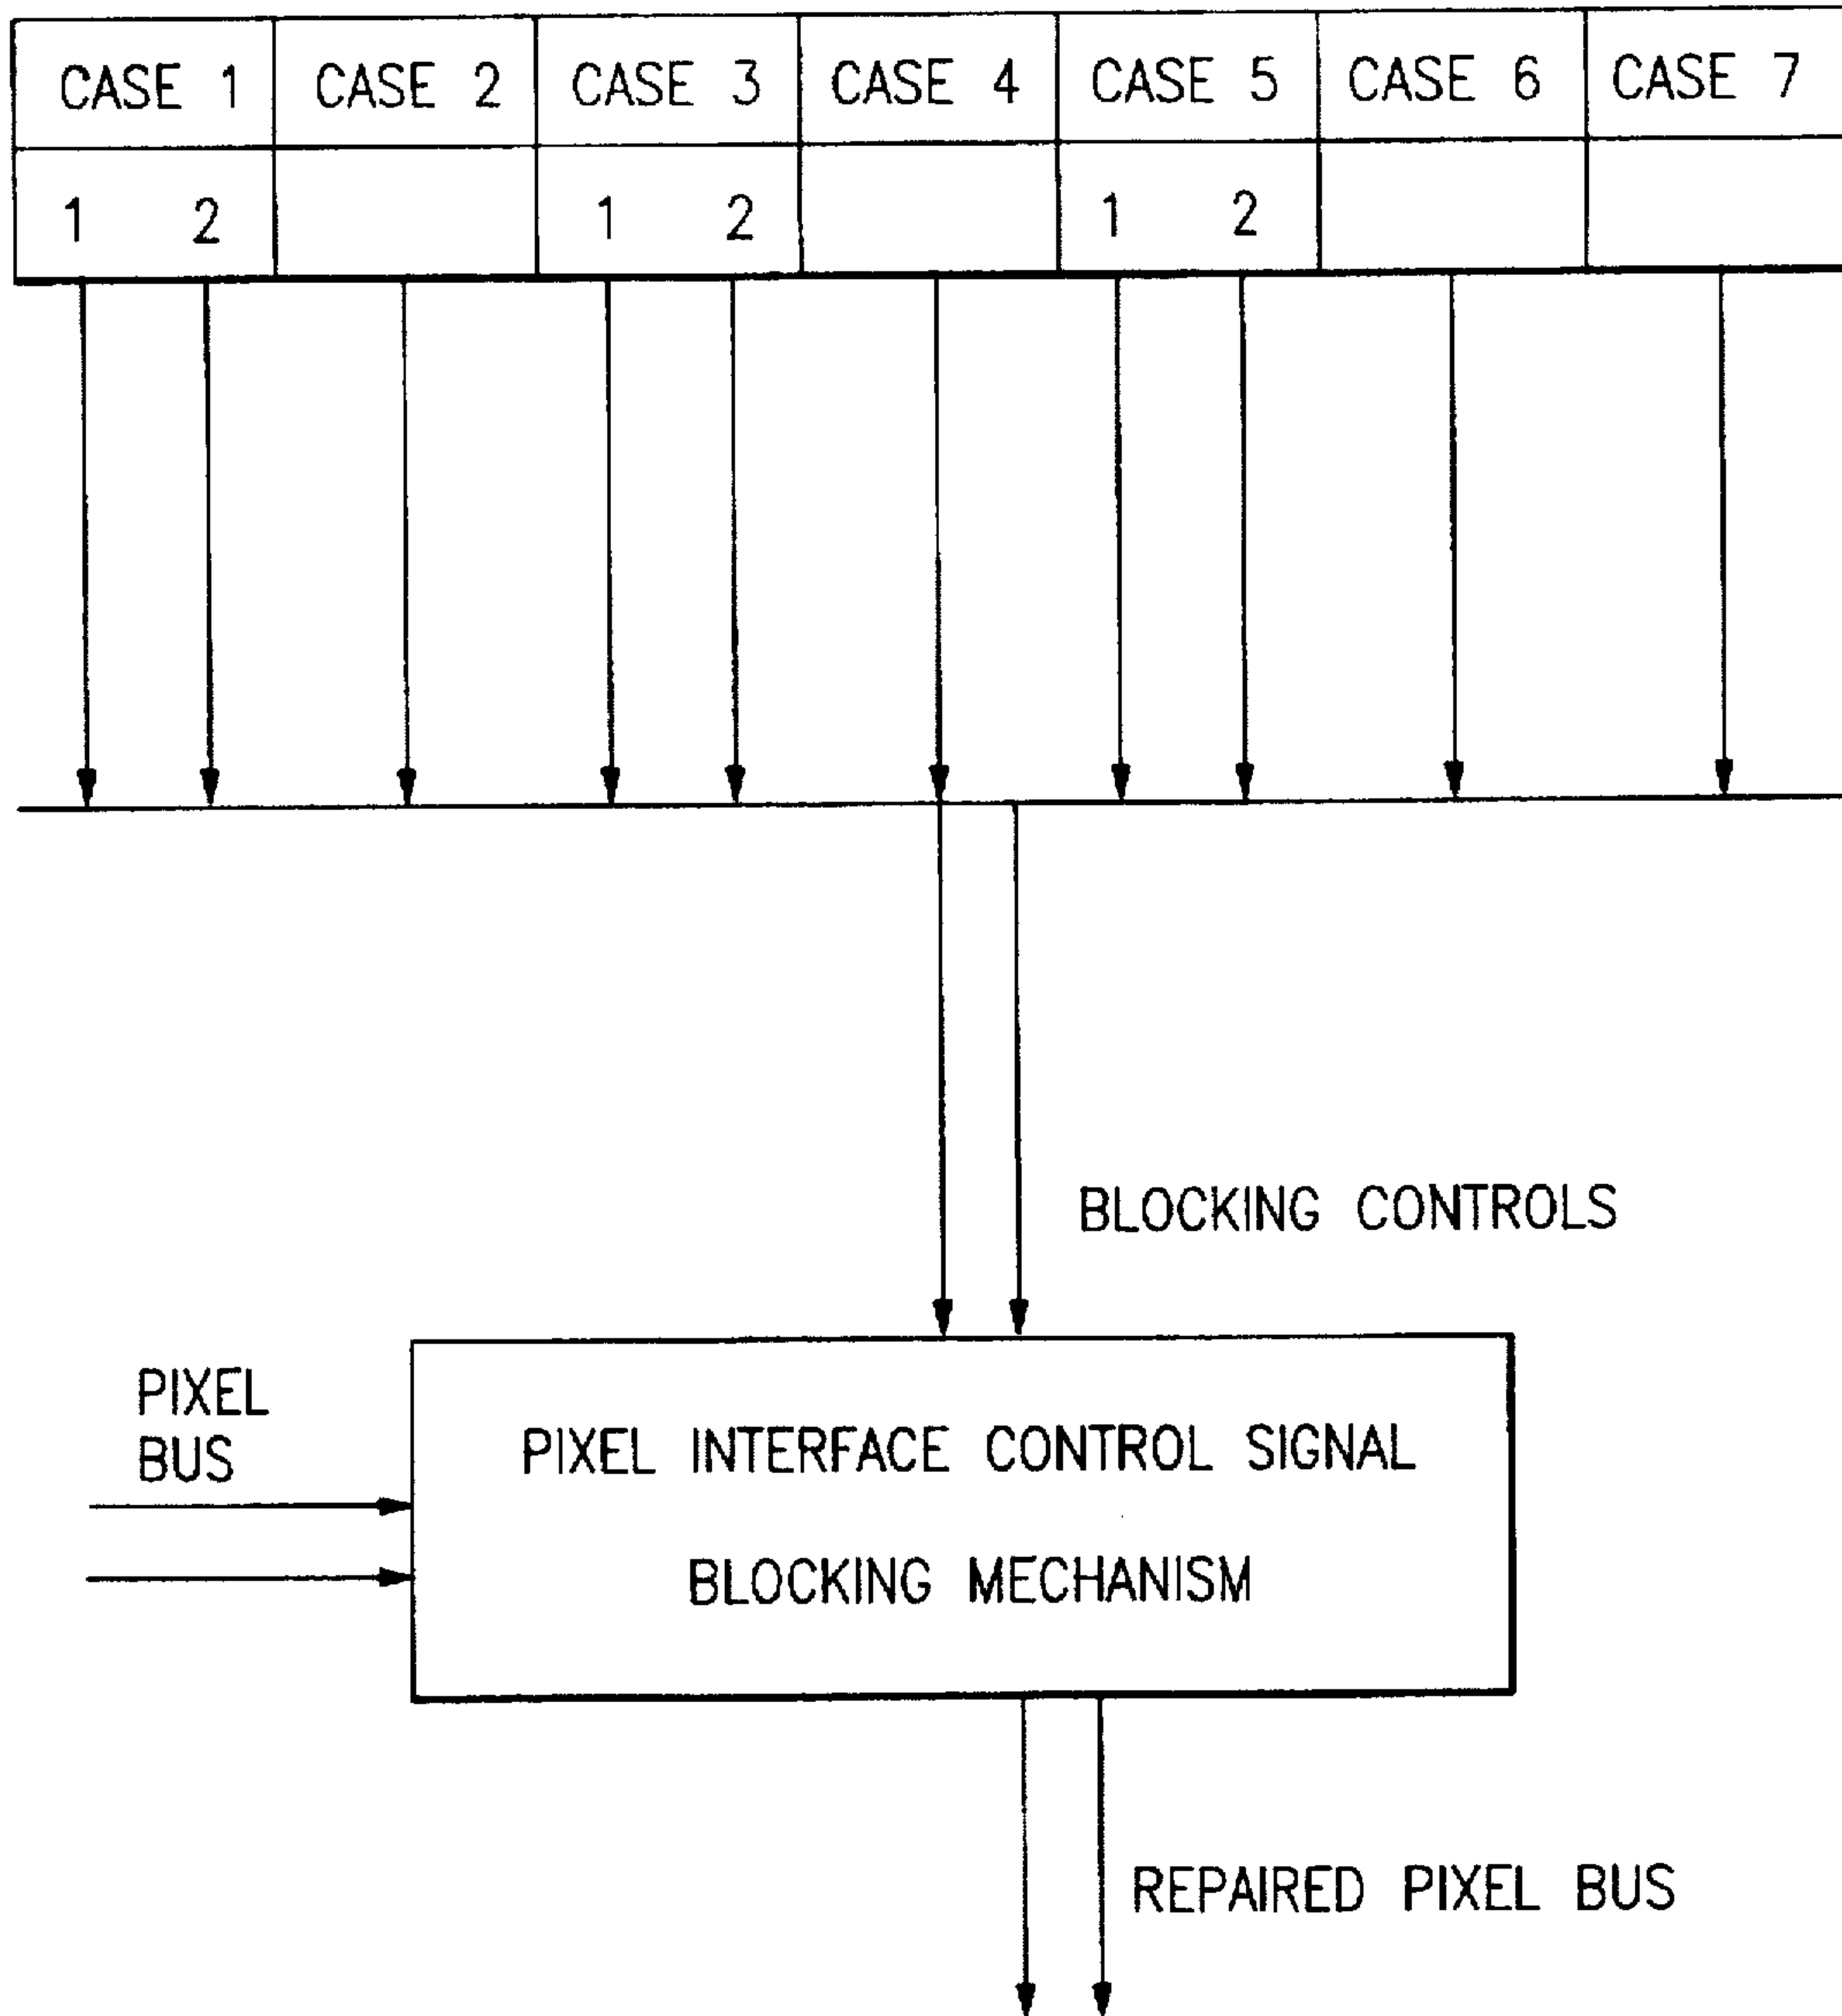 CASE 1 CASE 2 CASE 3 CASE 4 CASE 5 CASE 6 CASE 7
1 2 1 2 1 2
BLOCKING CONTROLS
PIXEL
BUS
PIXEL INTERFACE CONTROL SIGNAL
BLOCKING MECHANISM
REPAIRED PIXEL BUS